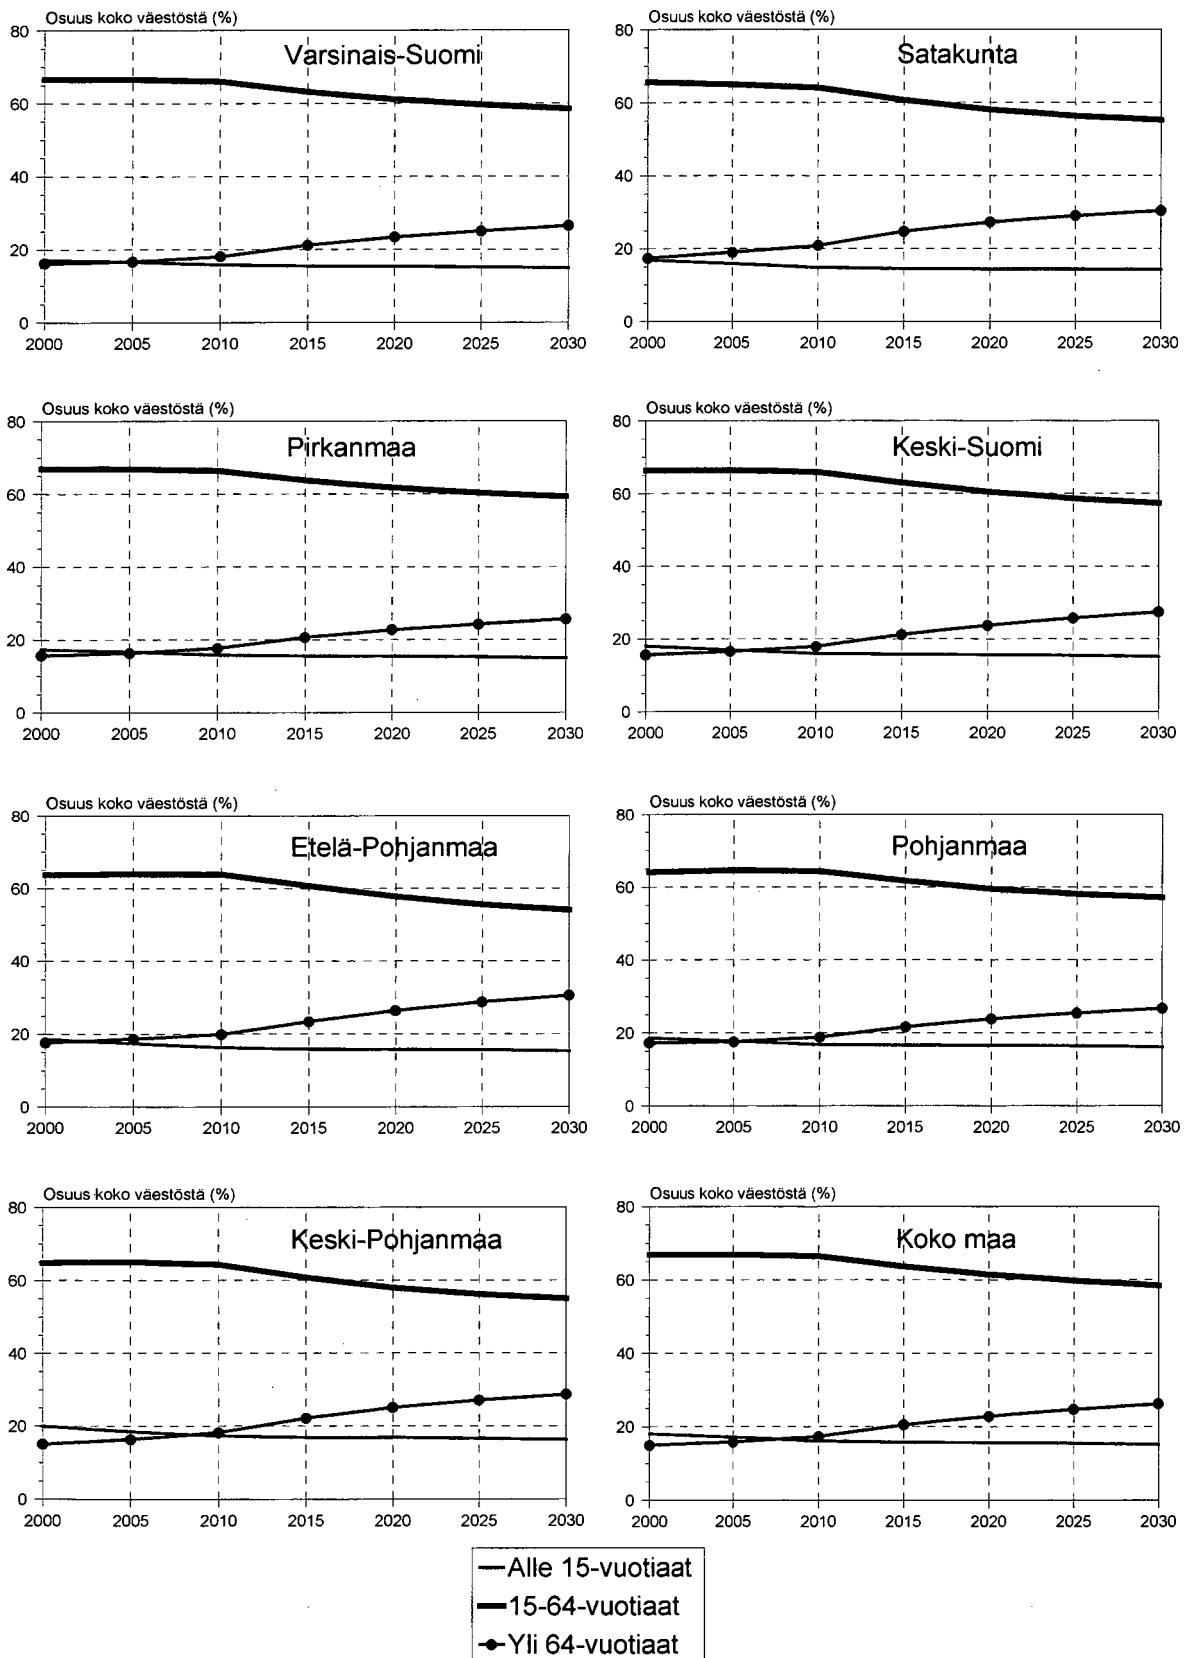 Osuus koko väestöstä (%)
Varsinais-Suomi
80
60
40
20
0
2000 2005 2010 2015 2020 2025 2030
Osuus koko väestöstä (%)
Satakunta
80
60
40
20
0
2000 2005 2010 2015 2020 2025 2030
Osuus koko väestöstä (%)
Pirkanmaa
80
60
40
20
0
2000 2005 2010 2015 2020 2025 2030
Osuus koko väestöstä (%)
Keski-Suomi
80
60
40
20
0
2000 2005 2010 2015 2020 2025 2030
Osuus koko väestöstä (%)
Etelä-Pohjanmaa
80
60
40
20
0
2000 2005 2010 2015 2020 2025 2030
Osuus koko väestöstä (%)
Pohjanmaa
80
60
40
20
0
2000 2005 2010 2015 2020 2025 2030
Osuus koko väestöstä (%)
Keski-Pohjanmaa
80
60
40
20
0
2000 2005 2010 2015 2020 2025 2030
Osuus koko väestöstä (%)
Koko maa
80
60
40
20
0
2000 2005 2010 2015 2020 2025 2030
Alle 15-vuotiaat
15-64-vuotiaat
Yli 64-vuotiaat